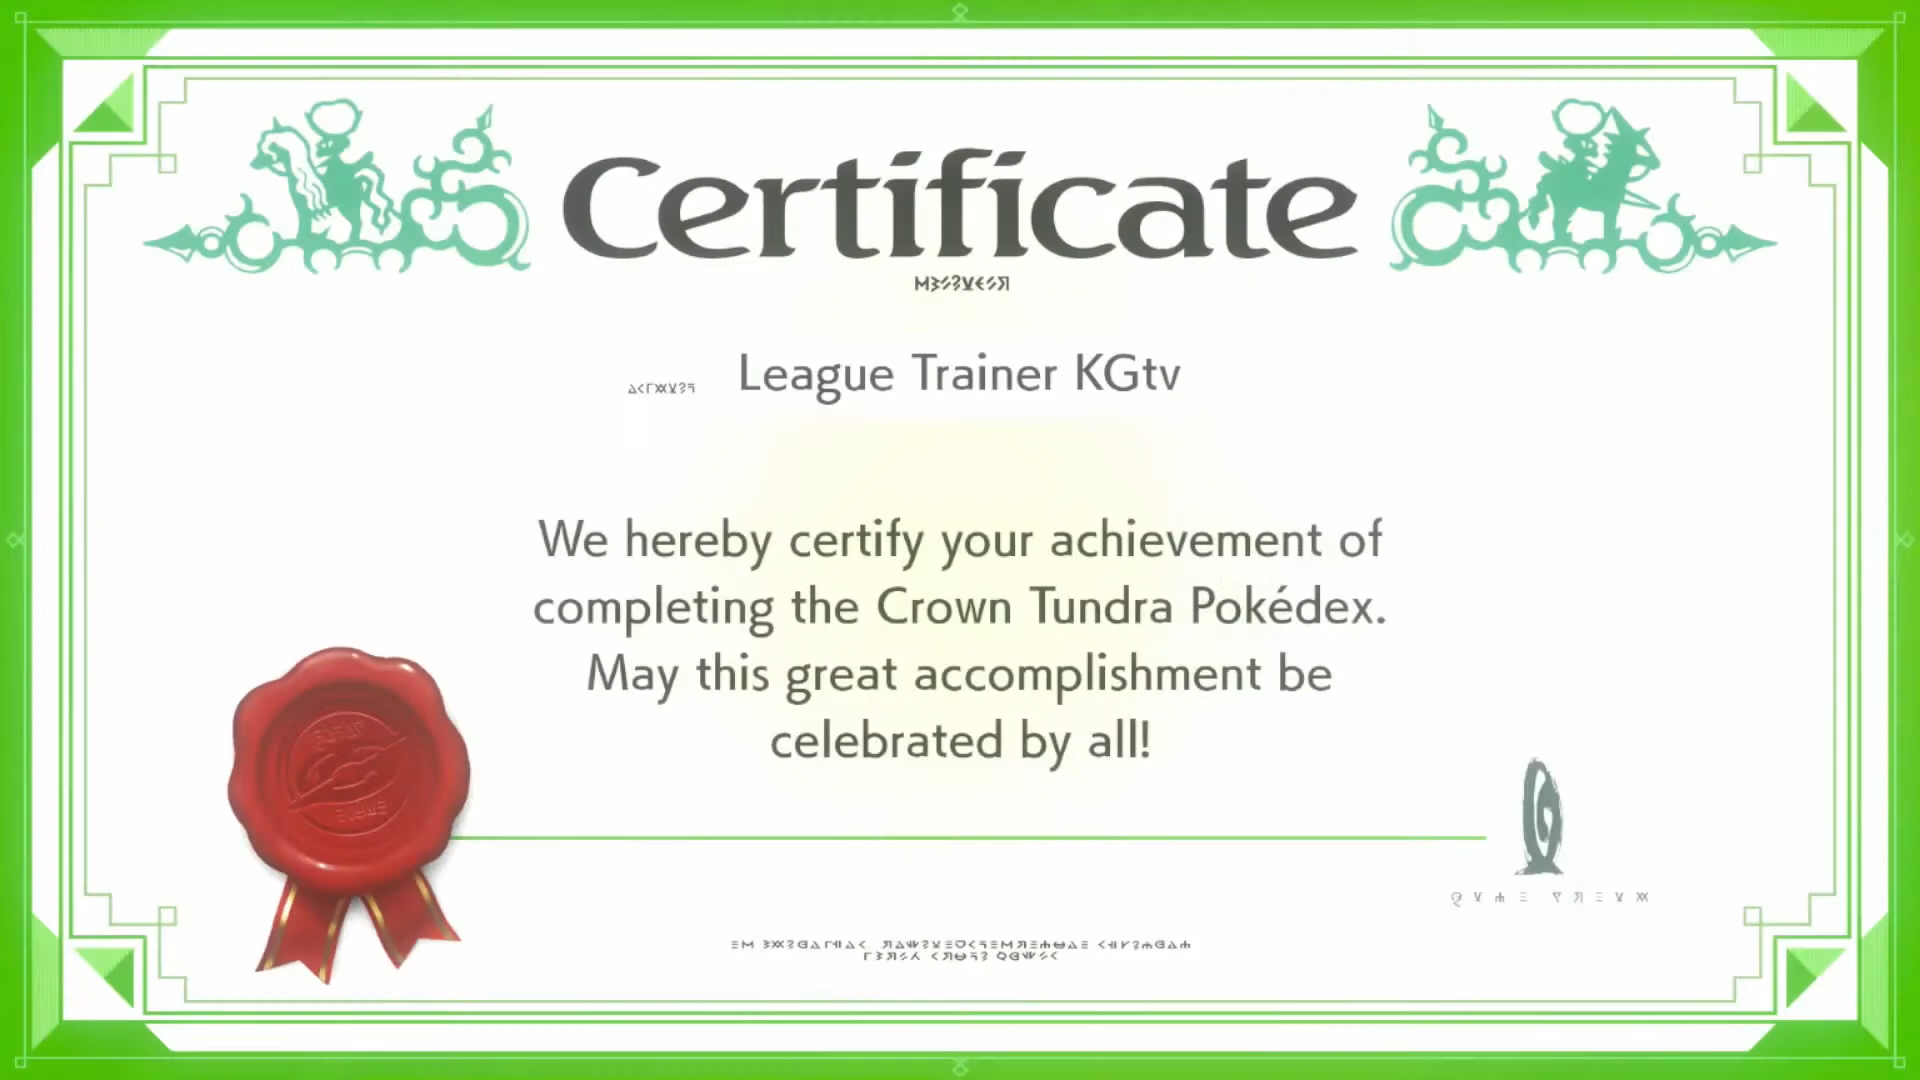 Certificate
League Trainer KGtv
We hereby certify your achievement of
completing the Crown Tundra Pokédex.
May this great accomplishment be
celebrated by all!